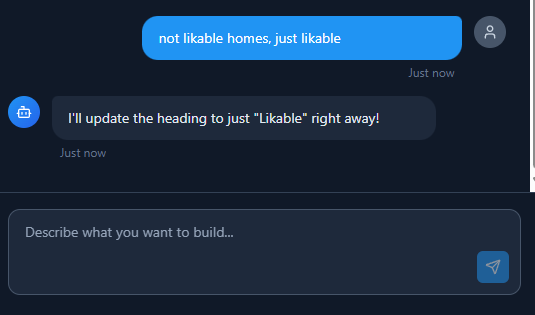 not likable homes, just likable
Just now
I'll update the heading to just "Likable" right away!
Just now
Describe what you want to build...